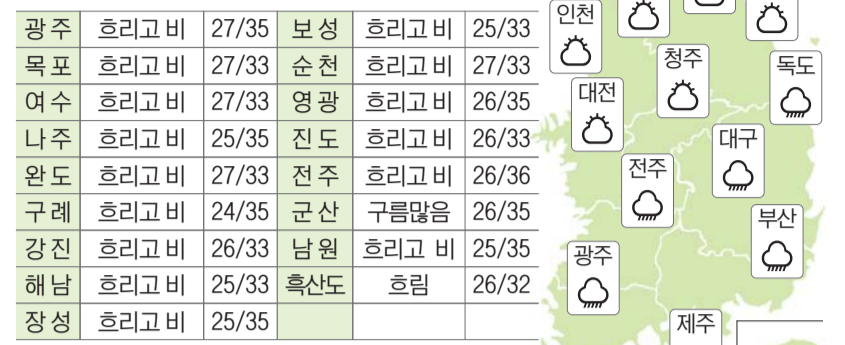 광주 흐리고 비 27/35 보성 흐리고 비 25/33
목포 흐리고 비 27/33 순천 흐리고 비 27/33
여수 흐리고 비 27/33 영광 흐리고 비 26/35
나주 흐리고 비 25/35 진도 흐리고 비 26/33
완도 흐리고 비 27/33 전주 흐리고 비 26/36
구례 흐리고 비 24/35 군산 구름많음 26/35
강진 흐리고 비 26/33 남원 흐리고 비 25/35
해남 흐리고 비 25/33 흑산도 흐림 26/32
장성 흐리고 비 25/35
인천
청주
독도
대전
대구
전주
부산
광주
제주